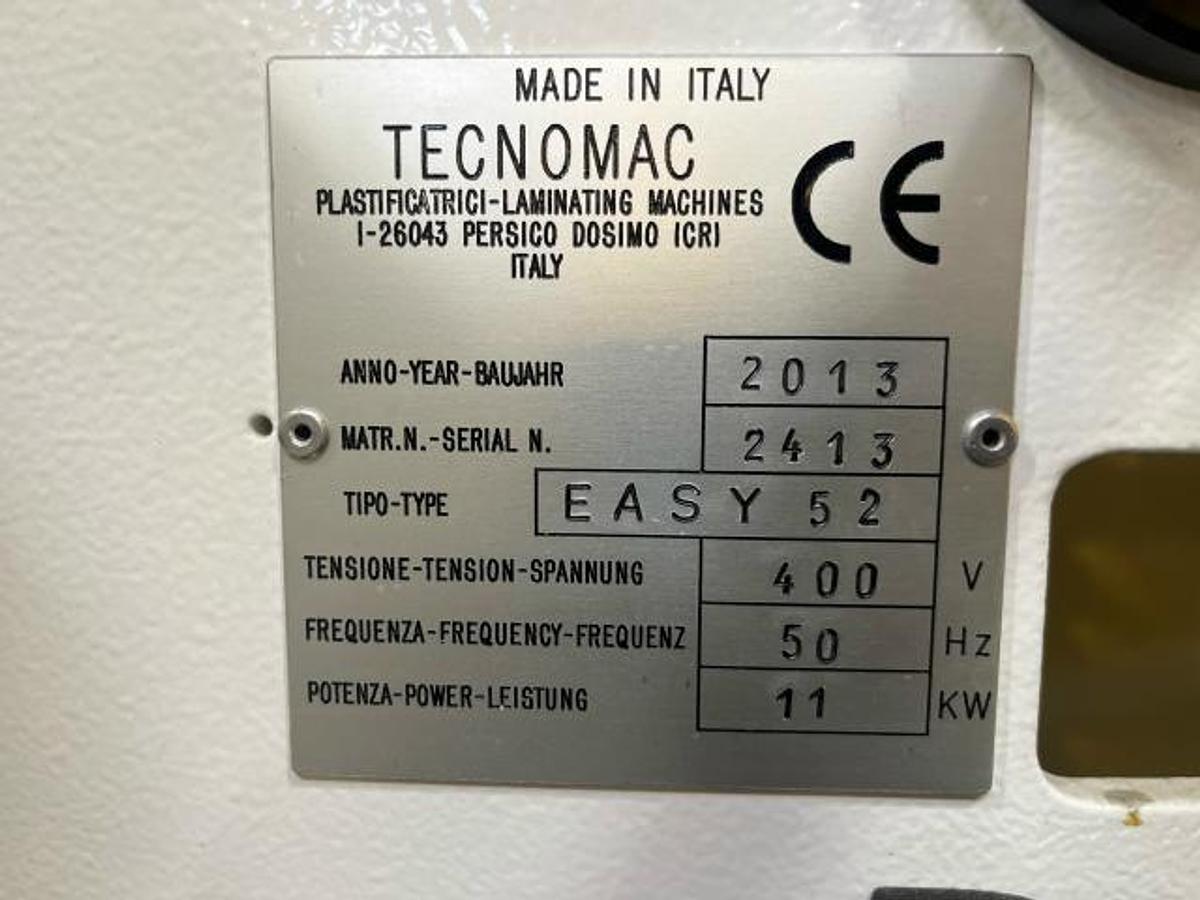 MADE IN ITALY
TECNOMAC
CE
PLASTIFICATRICI-LAMINATING MACHINES
I-26043 PERSICO DOSIMO ICRI
ITALY
ANNO-YEAR-BAUJAHR 2013
MATR.N.-SERIAL N. 2413
TIPO-TYPE EASY 52
TENSIONE-TENSION-SPANNUNG 400 V
FREQUENZA-FREQUENCY-FREQUENZ 50 Hz
POTENZA-POWER-LEISTUNG 11 KW